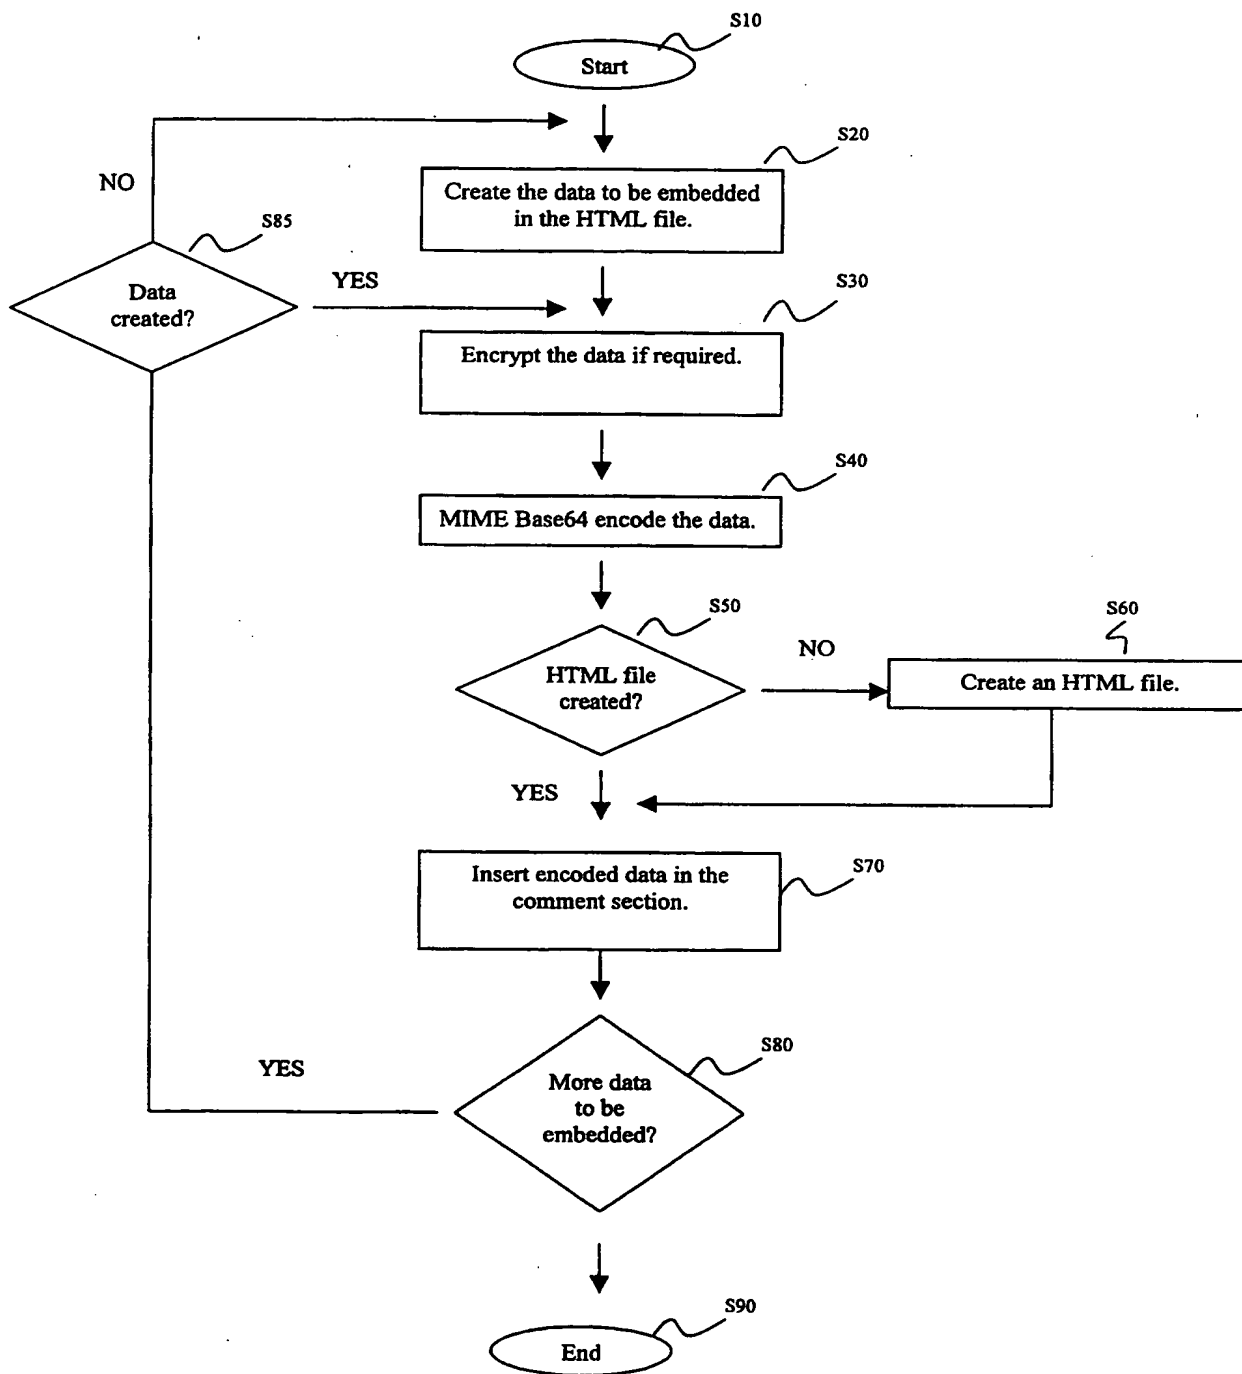 S10
Start
S20
NO
Create the data to be embedded
in the HTML file.
S85
YES
S30
Data
created?
Encrypt the data if required.
S40
MIME Base64 encode the data.
S50
S60
NO
HTML file
created?
Create an HTML file.
YES
Insert encoded data in the
comment section.
S70
S80
YES
More data
to be
embedded?
S90
End